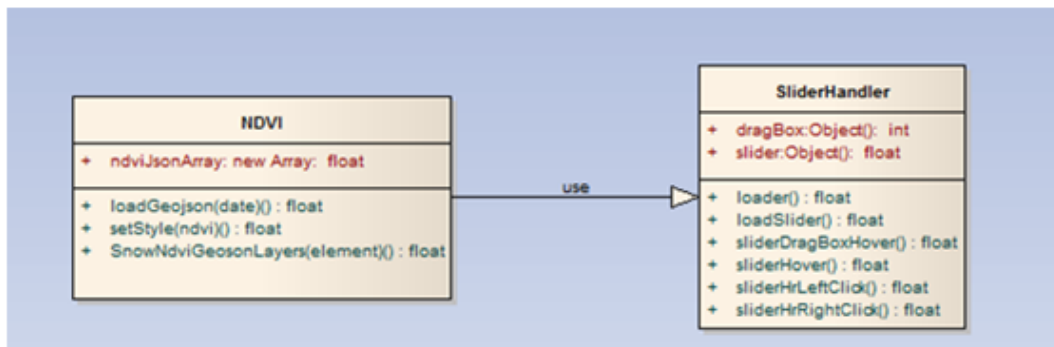 NDVI
+ ndviJsonArray: new Array: float
+ loadGeojson(date)() : float
+ setStyle(ndvi)() : float
+ SnowNdviGeosonLayers(element)() : float
use
SliderHandler
+ dragBox:Object(): int
+ slider:Object(): float
+ loader() : float
+ loadSlider() : float
+ sliderDragBoxHover() : float
+ sliderHover() : float
+ sliderHrLeftClick() : float
+ sliderHrRightClick() : float